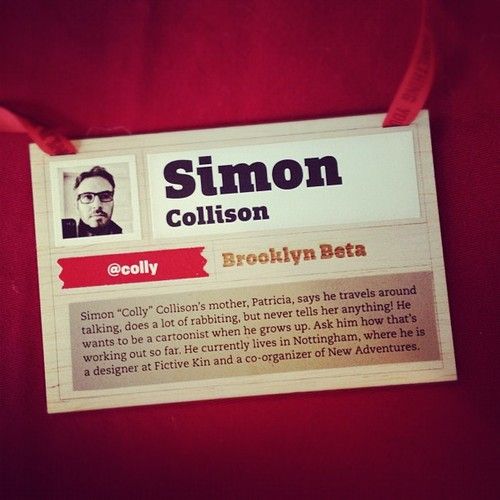 Simon
Collison
@colly
Brooklyn Beta
Simon “Colly” Collison's mother, Patricia, says he travels around
talking, does a lot of rabbiting, but never tells her anything! He
wants to be a cartoonist when he grows up. Ask him how that's
working out so far. He currently lives in Nottingham, where he is
a designer at Fictive Kin and a co-organizer of New Adventures.